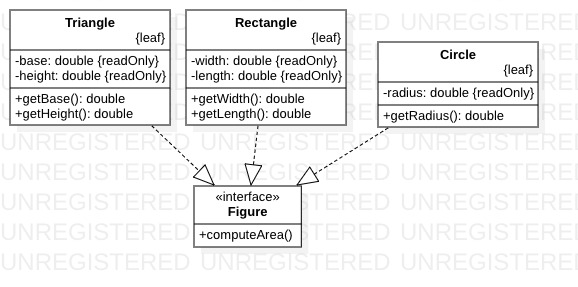 Triangle
{leaf}
-base: double {readOnly}
-height: double {readOnly}
+getBase(): double
+getHeight(): double
Rectangle
{leaf}
-width: double {readOnly}
-length: double {readOnly}
+getWidth(): double
+getLength(): double
Circle
{leaf}
-radius: double {readOnly}
+getRadius(): double
«interface»
Figure
+computeArea()
UNREGISTERED UNREGISTERED UNREGISTERED
UNREGISTERED UNREGISTERED UNREGISTERED
UNREGISTERED UNREGISTERED UNREGISTERED
UNREGISTERED UNREGISTERED UNREGISTERED
UNREGISTERED UNREGISTERED UNREGISTERED
UNREGISTERED UNREGISTERED UNREGISTERED
UNREGISTERED UNREGISTERED UNREGISTERED
UNREGISTERED UNREGISTERED UNREGISTERED
UNREGISTERED UNREGISTERED UNREGISTERED